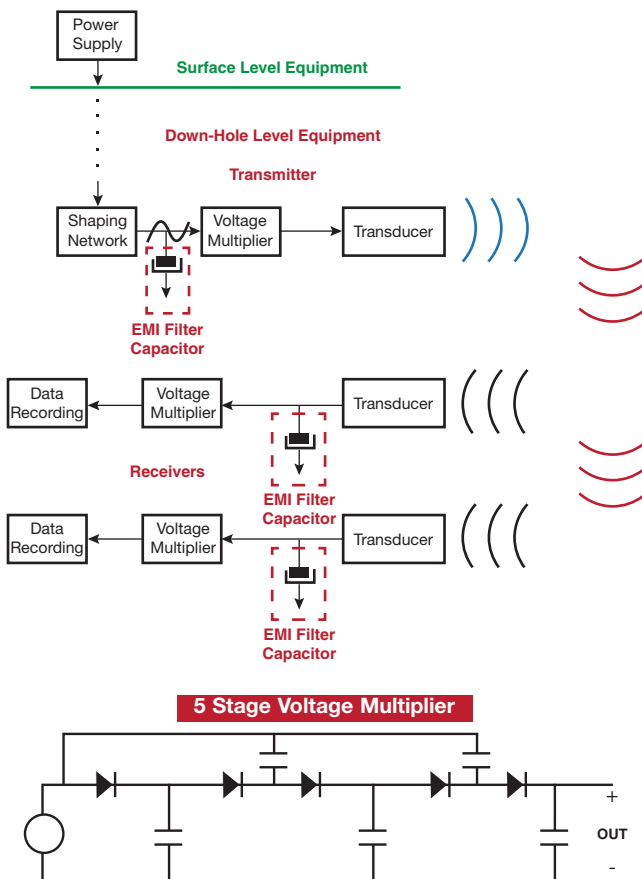 Power
Supply
Surface Level Equipment
Down-Hole Level Equipment
Transmitter
Shaping
Network
Voltage
Multiplier
Transducer
EMI Filter
Capacitor
Data
Recording
Voltage
Multiplier
Transducer
Receivers
EMI Filter
Capacitor
Data
Recording
Voltage
Multiplier
Transducer
EMI Filter
Capacitor
5 Stage Voltage Multiplier
+
OUT
-